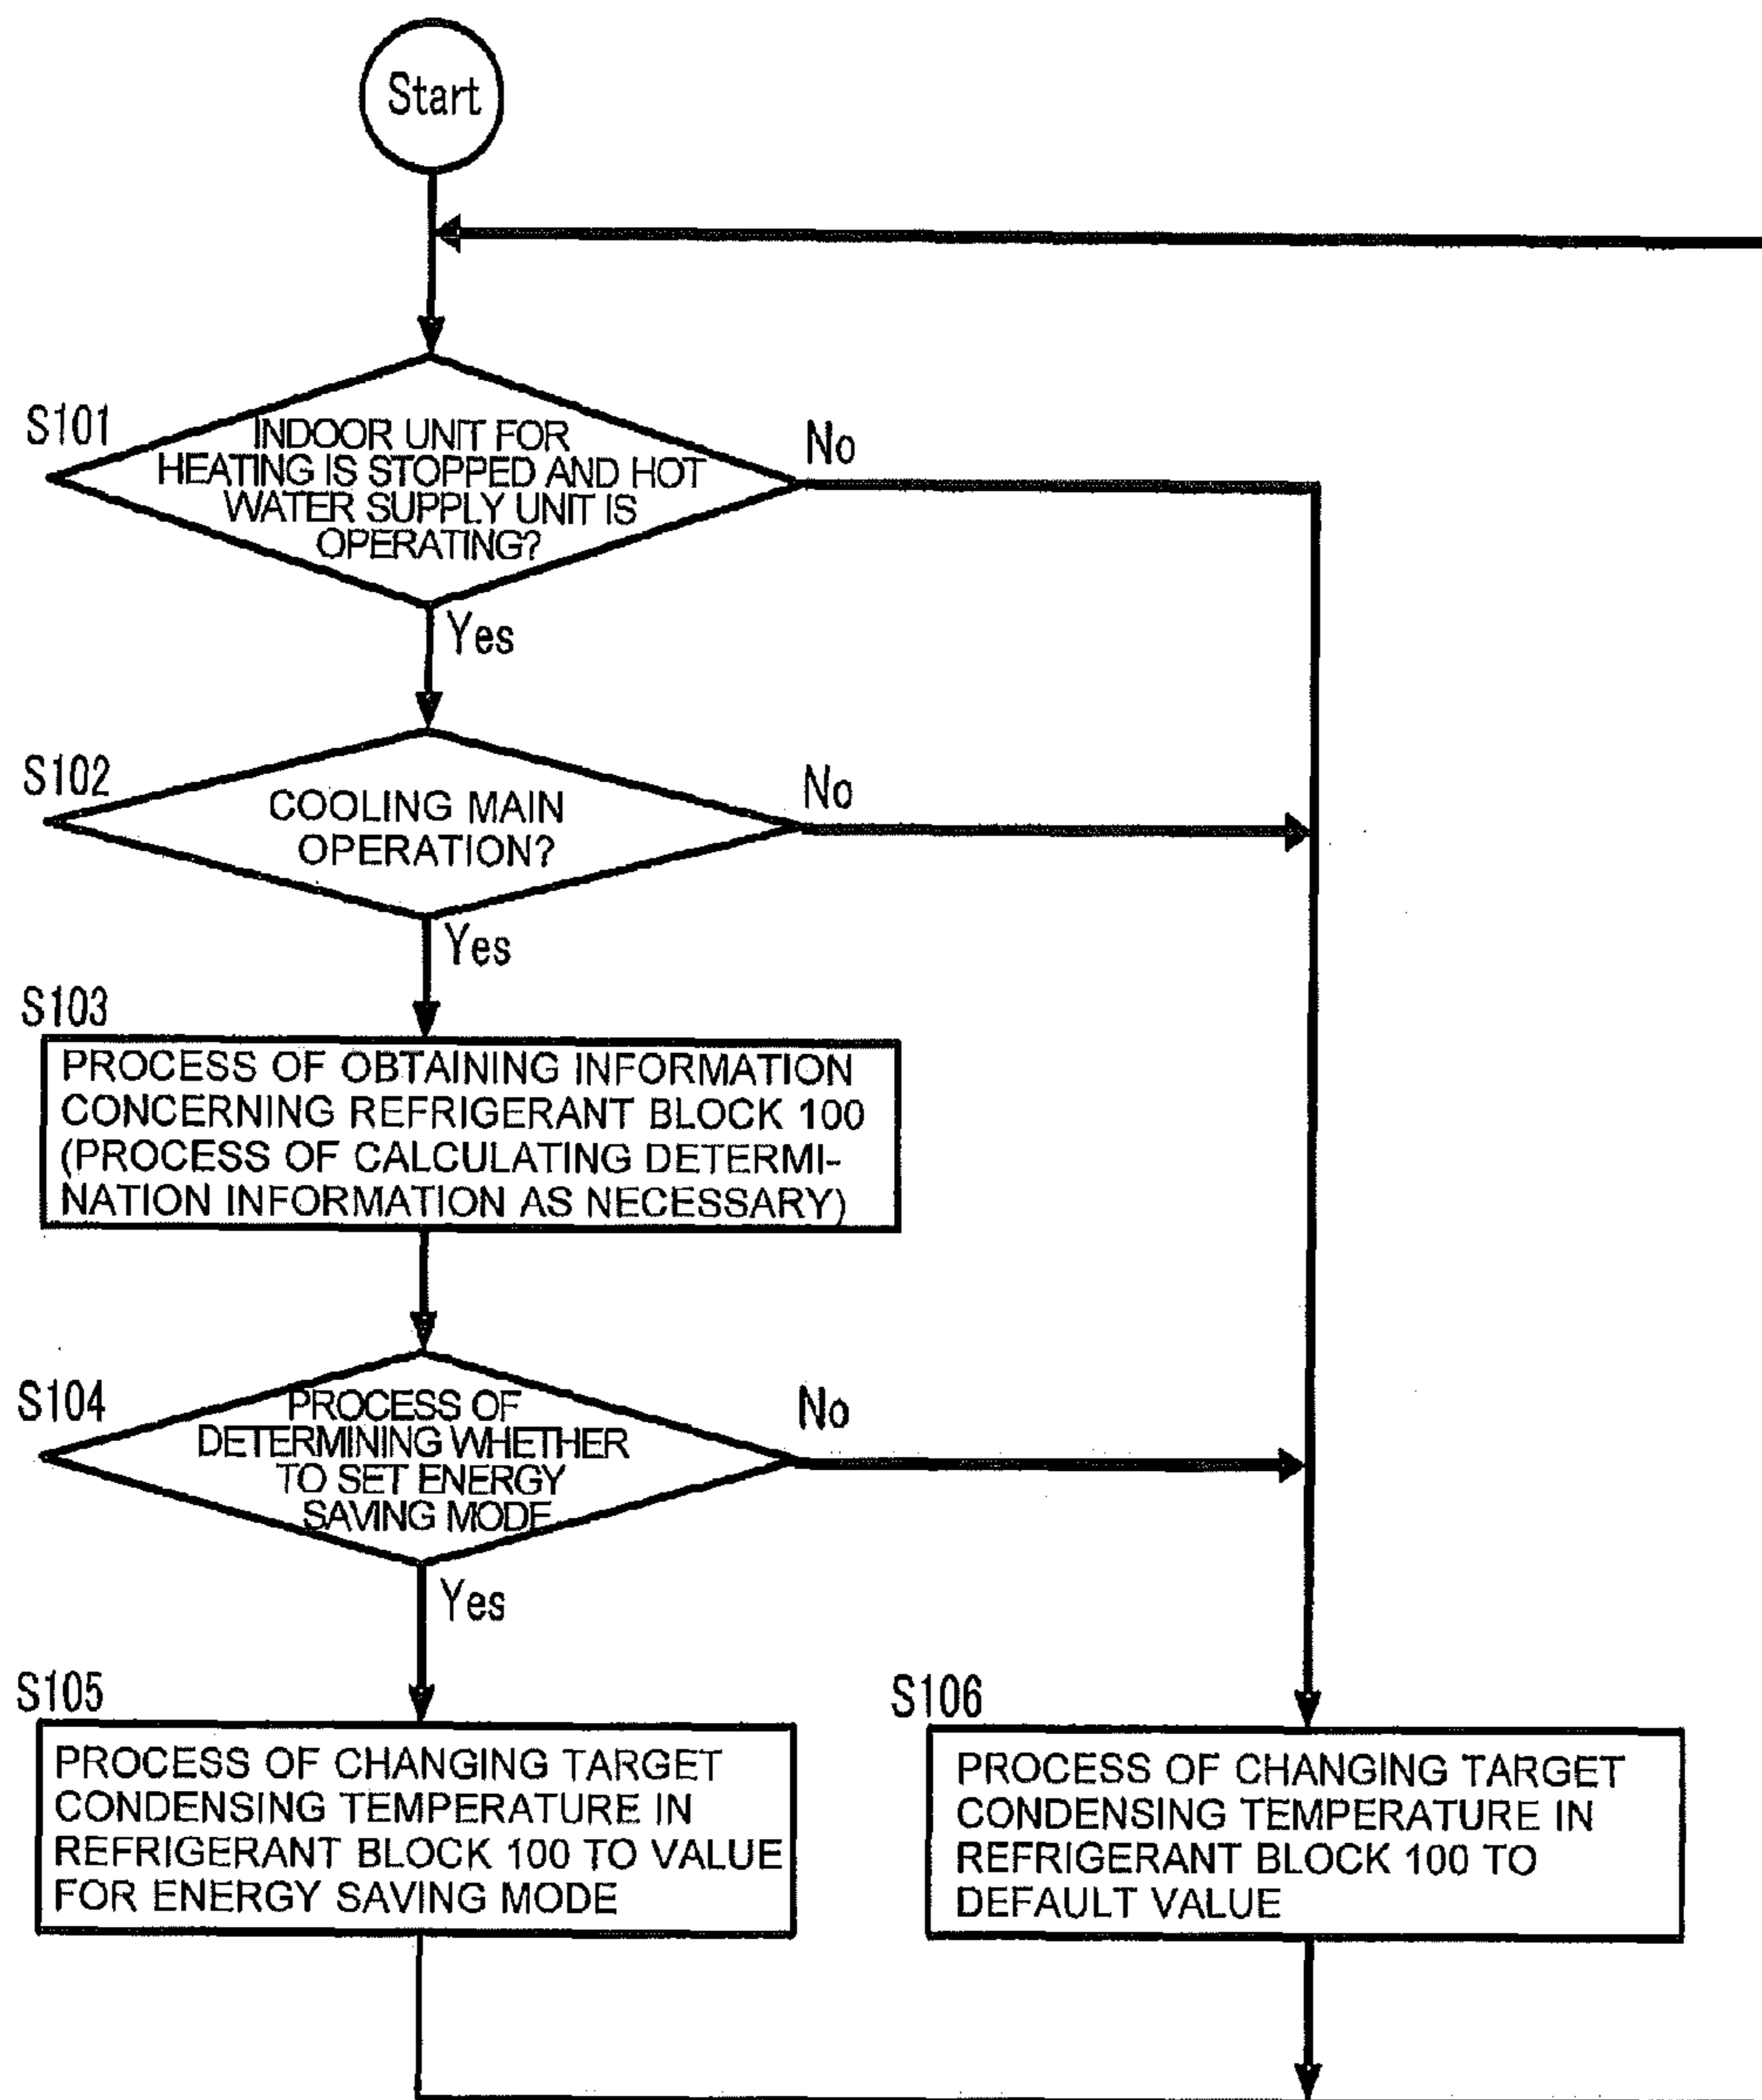 Start
S101
INDOOR UNIT FOR
HEATING IS STOPPED AND HOT
WATER SUPPLY UNIT IS
OPERATING?
No
Yes
S102
COOLING MAIN
OPERATION?
No
Yes
S103
PROCESS OF OBTAINING INFORMATION
CONCERNING REFRIGERANT BLOCK 100
(PROCESS OF CALCULATING DETERMI-
NATION INFORMATION AS NECESSARY)
S104
PROCESS OF
DETERMINING WHETHER
TO SET ENERGY
SAVING MODE
No
Yes
S105
PROCESS OF CHANGING TARGET
CONDENSING TEMPERATURE IN
REFRIGERANT BLOCK 100 TO VALUE
FOR ENERGY SAVING MODE
S106
PROCESS OF CHANGING TARGET
CONDENSING TEMPERATURE IN
REFRIGERANT BLOCK 100 TO
DEFAULT VALUE